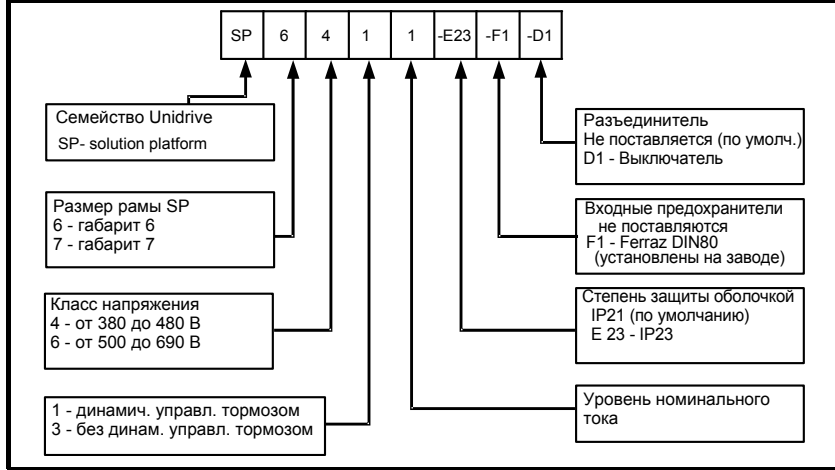 SP 6 4 1 1 -E23 -F1 -D1
Семейство Unidrive
SP- solution platform
Размер рамы SP
6 - габарит 6
7 - габарит 7
Класс напряжения
4 - от 380 до 480 В
6 - от 500 до 690 В
1 - динамич. управл. тормозом
3 - без динам. управл. тормозом
Разъединитель
Не поставляется (по умолч.)
D1 - Выключатель
Входные предохранители
не поставляются
F1 - Ferraz DIN80
(установлены на заводе)
Степень защиты оболочкой
IP21 (по умолчанию)
E 23 - IP23
Уровень номинального
тока